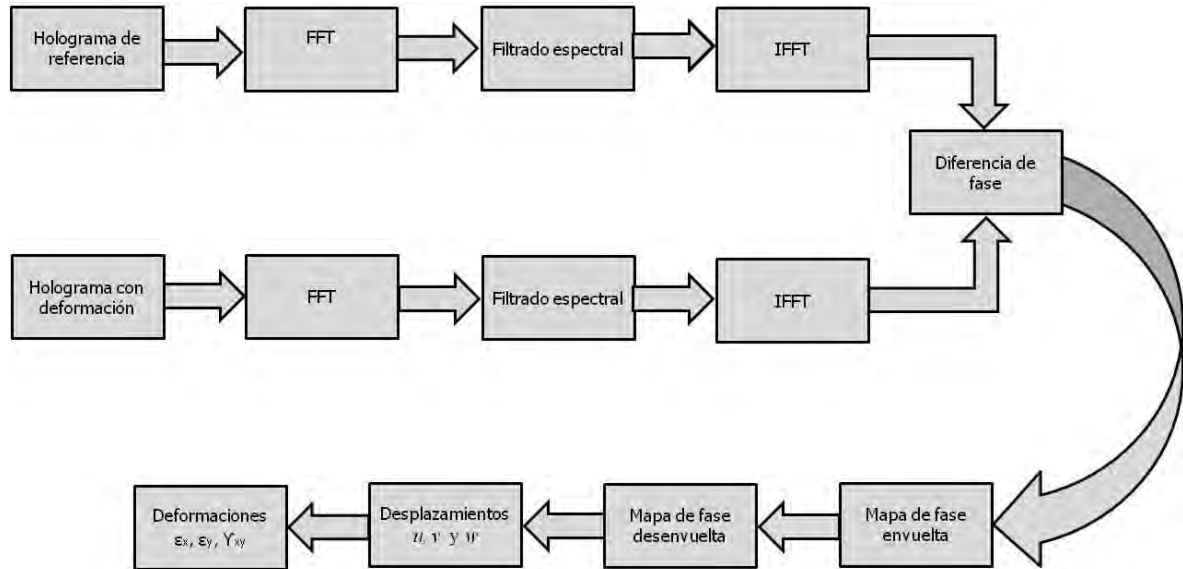 Holograma de
referencia
FFT
Filtrado espectral
IFFT
Diferencia de
fase
Holograma con
deformación
FFT
Filtrado espectral
IFFT
Deformaciones
εx, εy, ϒxy
Desplazamientos
u, v y w
Mapa de fase
desenvuelta
Mapa de fase
envuelta